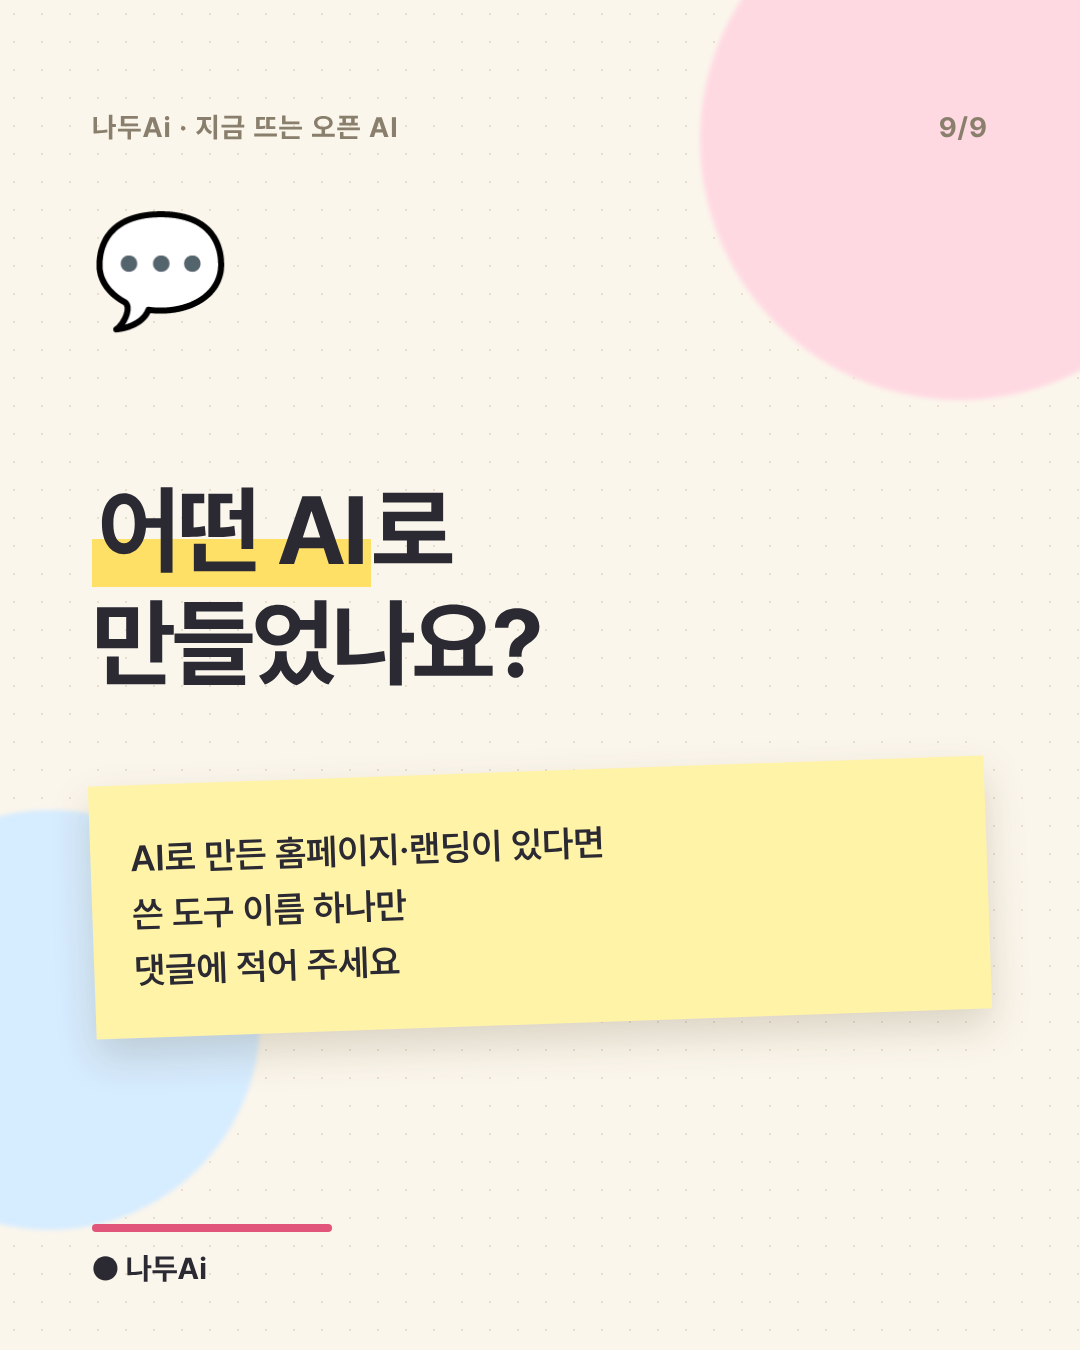 나두Ai · 지금 뜨는 오픈 AI
9/9
어떤 AI로
만들었나요?
AI로 만든 홈페이지·랜딩이 있다면
쓴 도구 이름 하나만
댓글에 적어 주세요
나두Ai